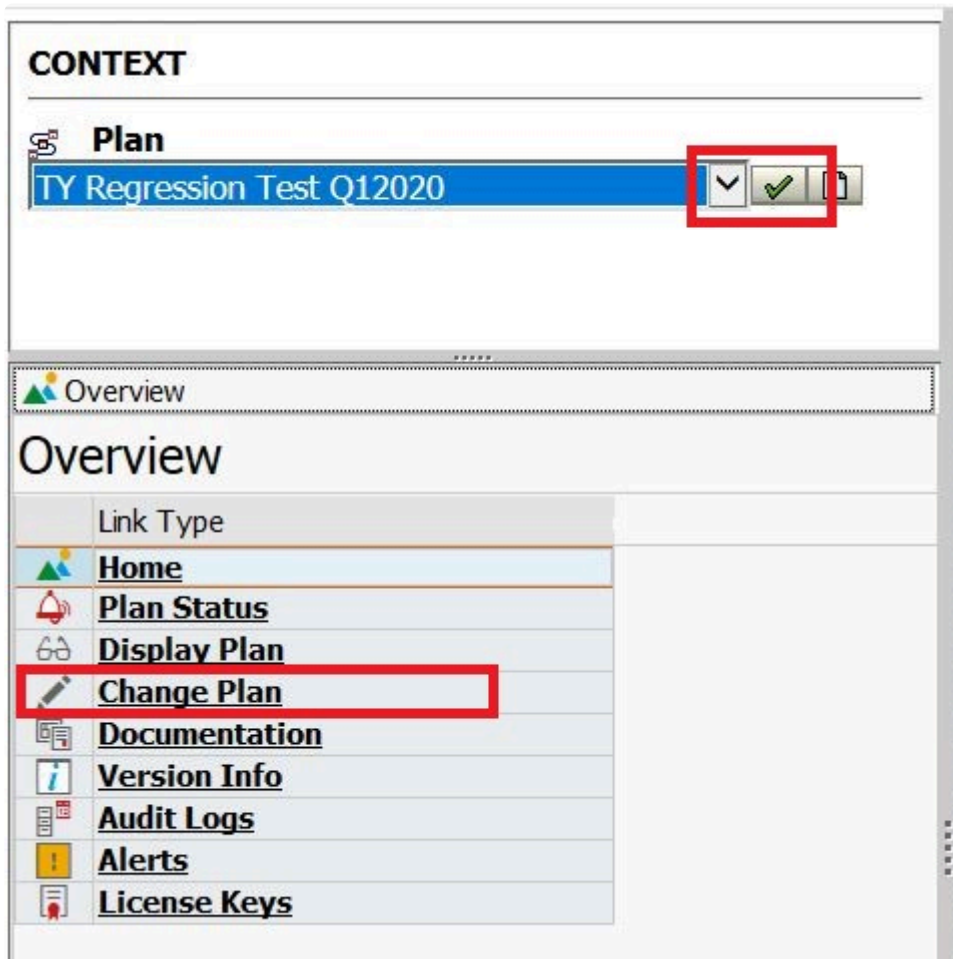 CONTEXT
Plan
TY Regression Test Q12020
Overview
Overview
Link Type
Home
Plan Status
Display Plan
Change Plan
Documentation
Version Info
Audit Logs
Alerts
License Keys